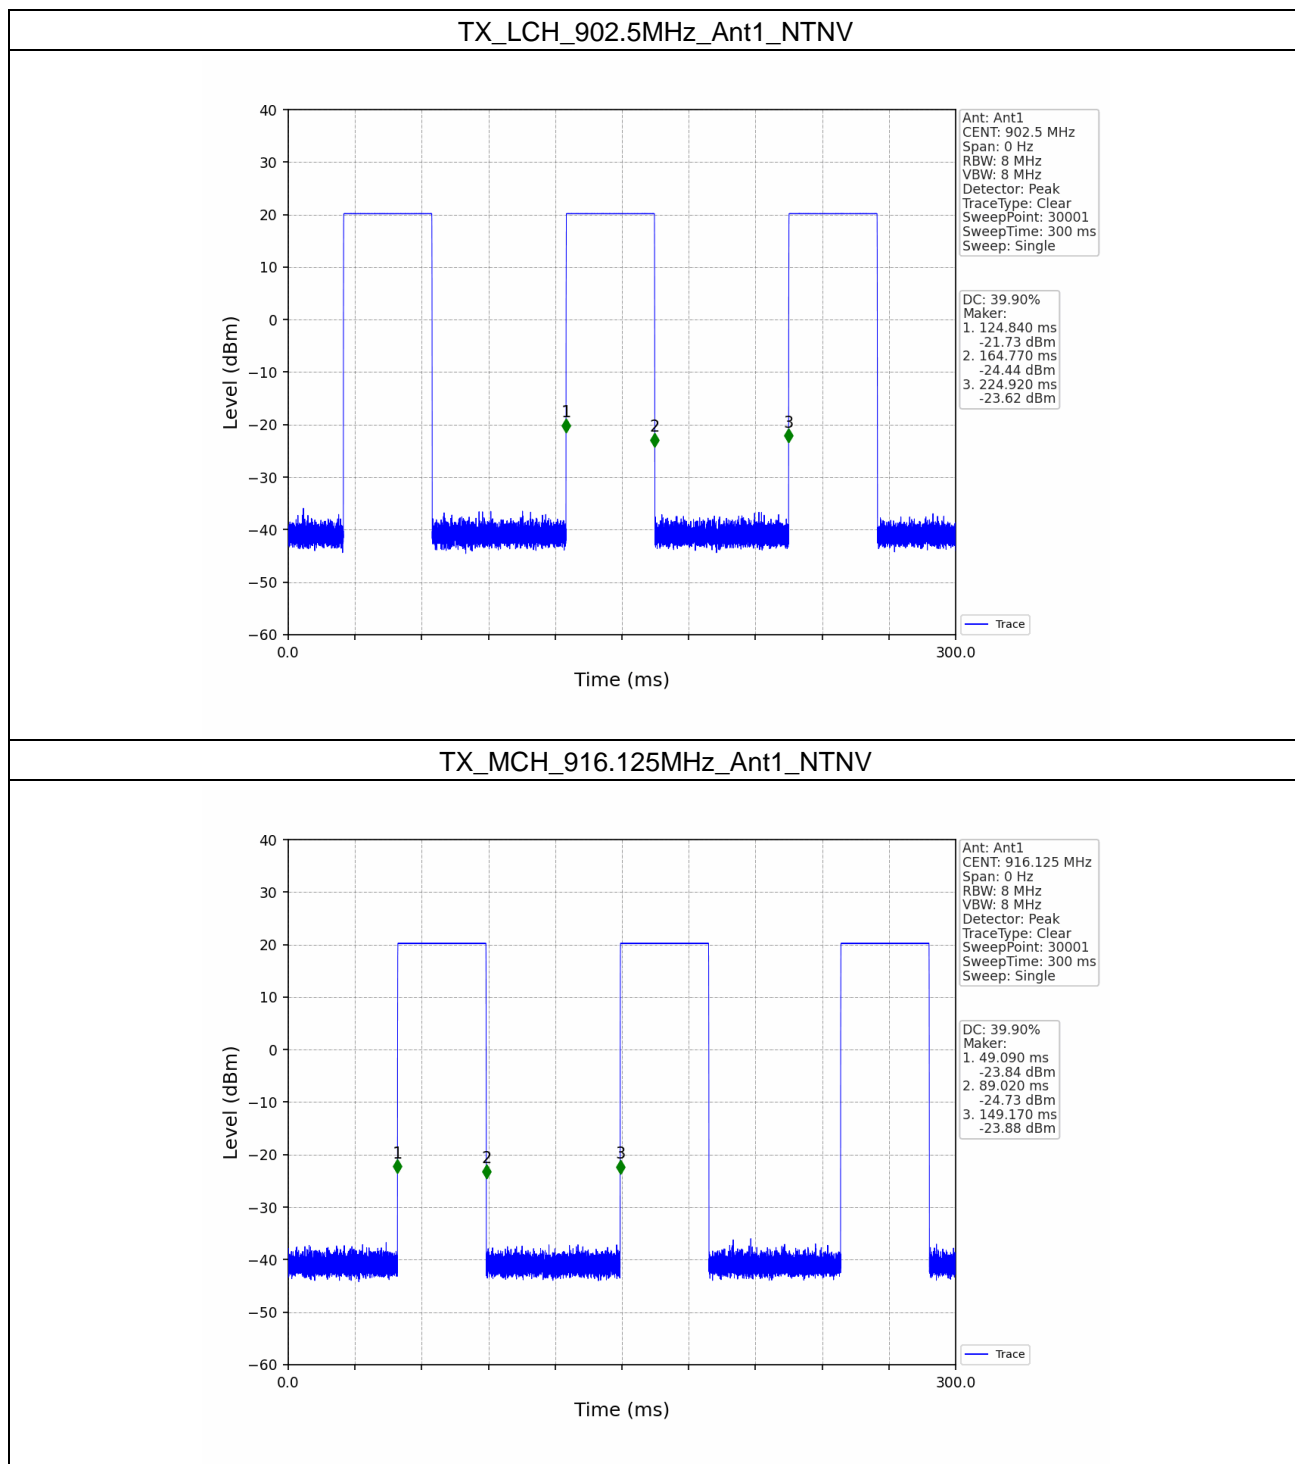 TX_LCH_902.5MHz_Ant1_NTNV
40
30
20
10
0
−10
−20
−30
−40
−50
−60
Level (dBm)
1
2
3
0.0
300.0
Time (ms)
Ant: Ant1
CENT: 902.5 MHz
Span: 0 Hz
RBW: 8 MHz
VBW: 8 MHz
Detector: Peak
TraceType: Clear
SweepPoint: 30001
SweepTime: 300 ms
Sweep: Single
DC: 39.90%
Maker:
1. 124.840 ms
-21.73 dBm
2. 164.770 ms
-24.44 dBm
3. 224.920 ms
-23.62 dBm
Trace
TX_MCH_916.125MHz_Ant1_NTNV
40
30
20
10
0
−10
−20
−30
−40
−50
−60
Level (dBm)
1
2
3
0.0
300.0
Time (ms)
Ant: Ant1
CENT: 916.125 MHz
Span: 0 Hz
RBW: 8 MHz
VBW: 8 MHz
Detector: Peak
TraceType: Clear
SweepPoint: 30001
SweepTime: 300 ms
Sweep: Single
DC: 39.90%
Maker:
1. 49.090 ms
-23.84 dBm
2. 89.020 ms
-24.73 dBm
3. 149.170 ms
-23.88 dBm
Trace